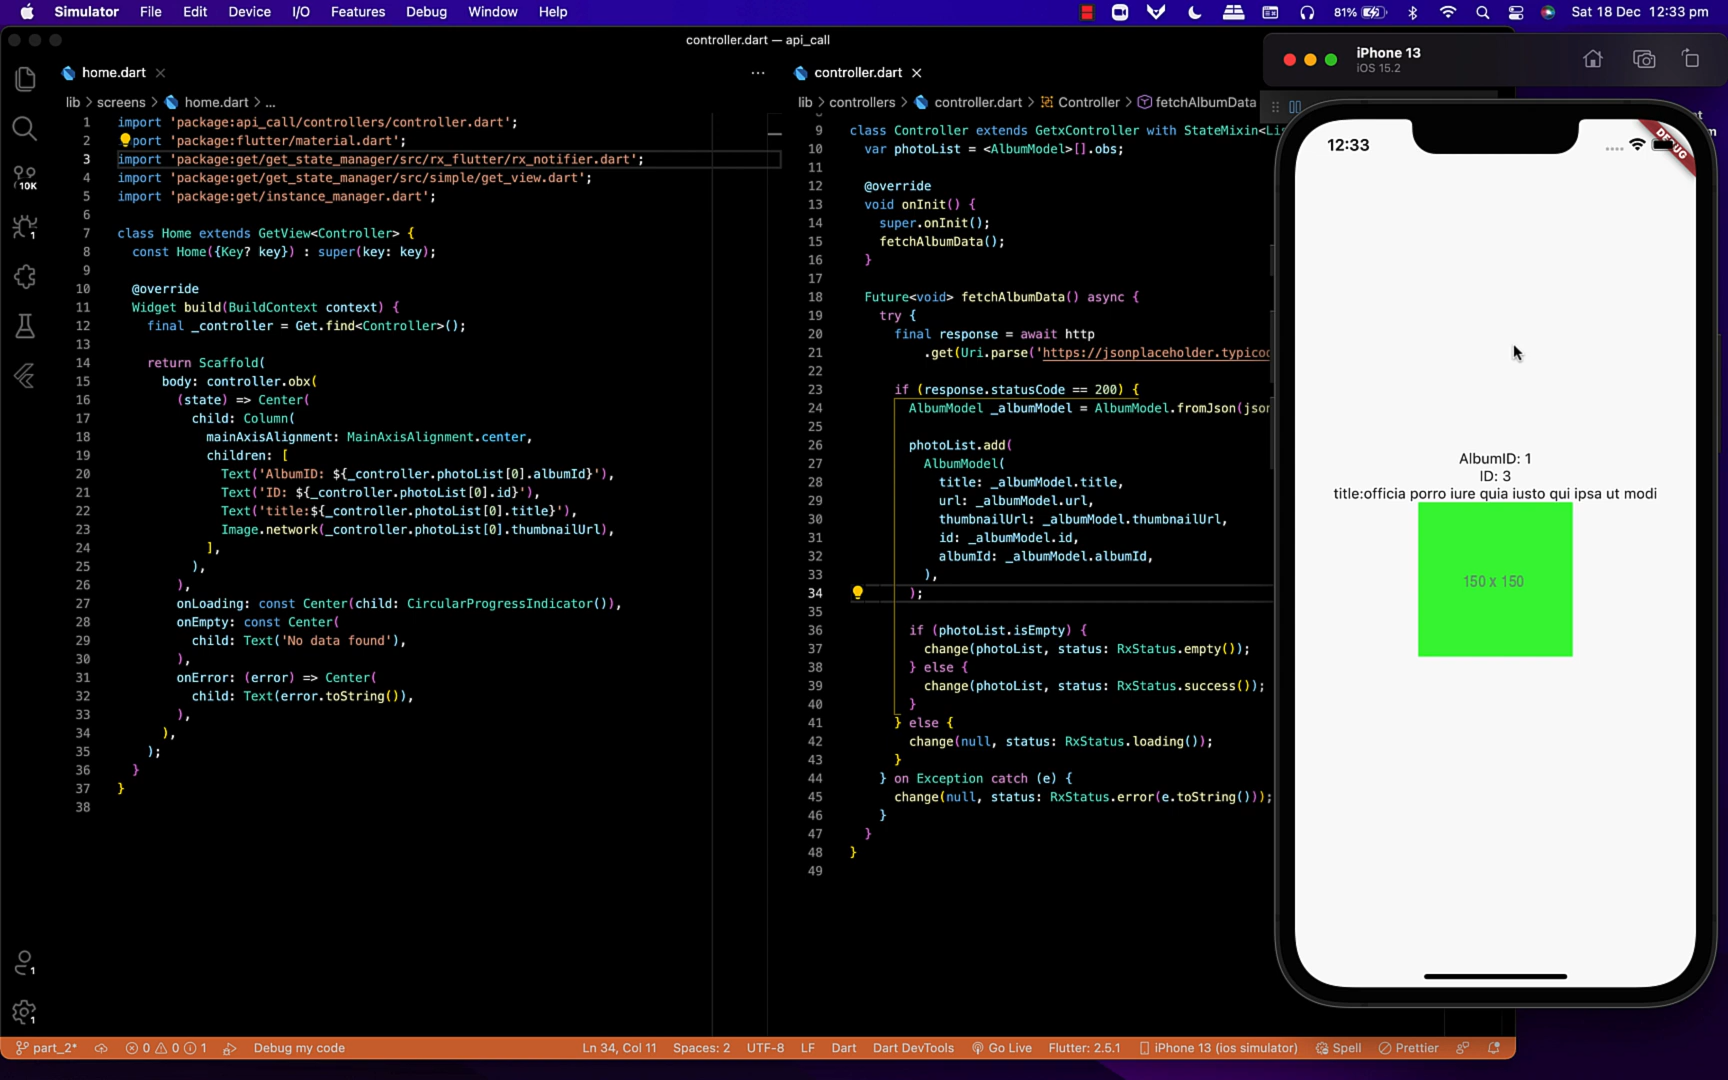 Simulator File Edit Device I/O Features Debug Window Help 81% Sat 18 Dec 12:33 pm
controller.dart — api_call
home.dart
lib > screens > home.dart > ...
1 import 'package:api_call/controllers/controller.dart';
2 port 'package:flutter/material.dart';
3 import 'package:get/get_state_manager/src/rx_flutter/rx_notifier.dart';
4 import 'package:get/get_state_manager/src/simple/get_view.dart';
5 import 'package:get/instance_manager.dart';
6
7 class Home extends GetView<Controller> {
8 const Home({Key? key}) : super(key: key);
9
10 @override
11 Widget build(BuildContext context) {
12 final _controller = Get.find<Controller>();
13
14 return Scaffold(
15 body: controller.obx(
16 (state) => Center(
17 child: Column(
18 mainAxisAlignment: MainAxisAlignment.center,
19 children: [
20 Text('AlbumID: ${_controller.photoList[0].albumId}'),
21 Text('ID: ${_controller.photoList[0].id}'),
22 Text('title:${_controller.photoList[0].title}'),
23 Image.network(_controller.photoList[0].thumbnailUrl),
24 ],
25 ),
26 ),
27 onLoading: const Center(child: CircularProgressIndicator()),
28 onEmpty: const Center(
29 child: Text('No data found'),
30 ),
31 onError: (error) => Center(
32 child: Text(error.toString()),
33 ),
34 ),
35 );
36 }
37 }
38
controller.dart
lib > controllers > controller.dart > Controller > fetchAlbumData
9 class Controller extends GetxController with StateMixin<Li
10 var photoList = <AlbumModel>[].obs;
11
12 @override
13 void onInit() {
14 super.onInit();
15 fetchAlbumData();
16 }
17
18 Future<void> fetchAlbumData() async {
19 try {
20 final response = await http
21 .get(Uri.parse('https://jsonplaceholder.typico
22
23 if (response.statusCode == 200) {
24 AlbumModel _albumModel = AlbumModel.fromJson(json
25
26 photoList.add(
27 AlbumModel(
28 title: _albumModel.title,
29 url: _albumModel.url,
30 thumbnailUrl: _albumModel.thumbnailUrl,
31 id: _albumModel.id,
32 albumId: _albumModel.albumId,
33 ),
34 );
35
36 if (photoList.isEmpty) {
37 change(photoList, status: RxStatus.empty());
38 } else {
39 change(photoList, status: RxStatus.success());
40 }
41 } else {
42 change(null, status: RxStatus.loading());
43 }
44 } on Exception catch (e) {
45 change(null, status: RxStatus.error(e.toString()));
46 }
47 }
48 }
49
iPhone 13
iOS 15.2
12:33
DEBUG
AlbumID: 1
ID: 3
title:officia porro iure quia iusto qui ipsa ut modi
150 x 150
10K
1
1
1
part_2* 0 0 1 Debug my code Ln 34, Col 11 Spaces: 2 UTF-8 LF Dart Dart DevTools Go Live Flutter: 2.5.1 iPhone 13 (ios simulator) Spell Prettier